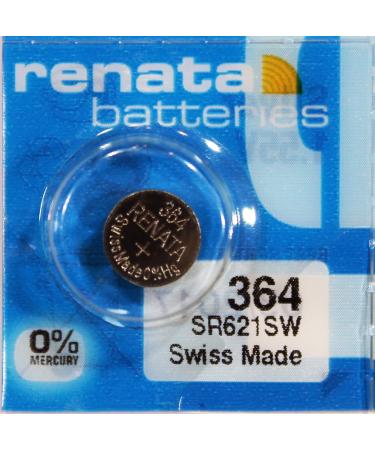 renata
batteries
364
RENATA
+
Swiss Made 0%Hg
364
SR621SW
Swiss Made
0%
MERCURY